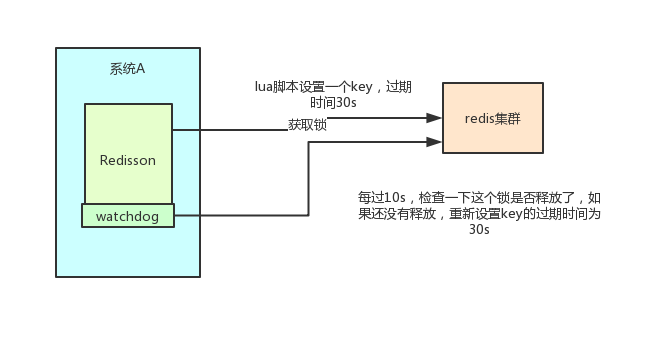 系统A
lua脚本设置一个key，过期
时间30s
获取锁
redis集群
Redisson
watchdog
每过10s，检查一下这个锁是否释放了，如
果还没有释放，重新设置key的过期时间为
30s